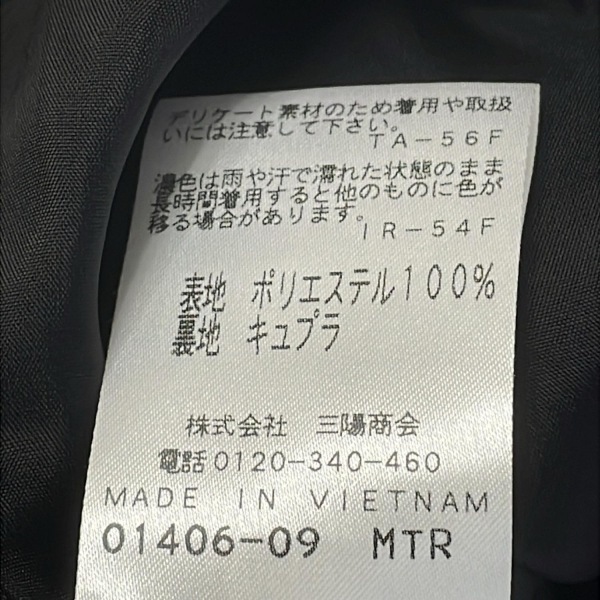 デリケート素材のため着用や取扱
いには注意して下さい。
TA-56F
濃色は雨や汗で濡れた状態のまま
長時間着用すると他のものに色が
移る場合があります。
IR-54F
表地 ポリエステル100%
裏地 キュプラ
株式会社 三陽商会
電話0120-340-460
MADE IN VIETNAM
01406-09 MTR